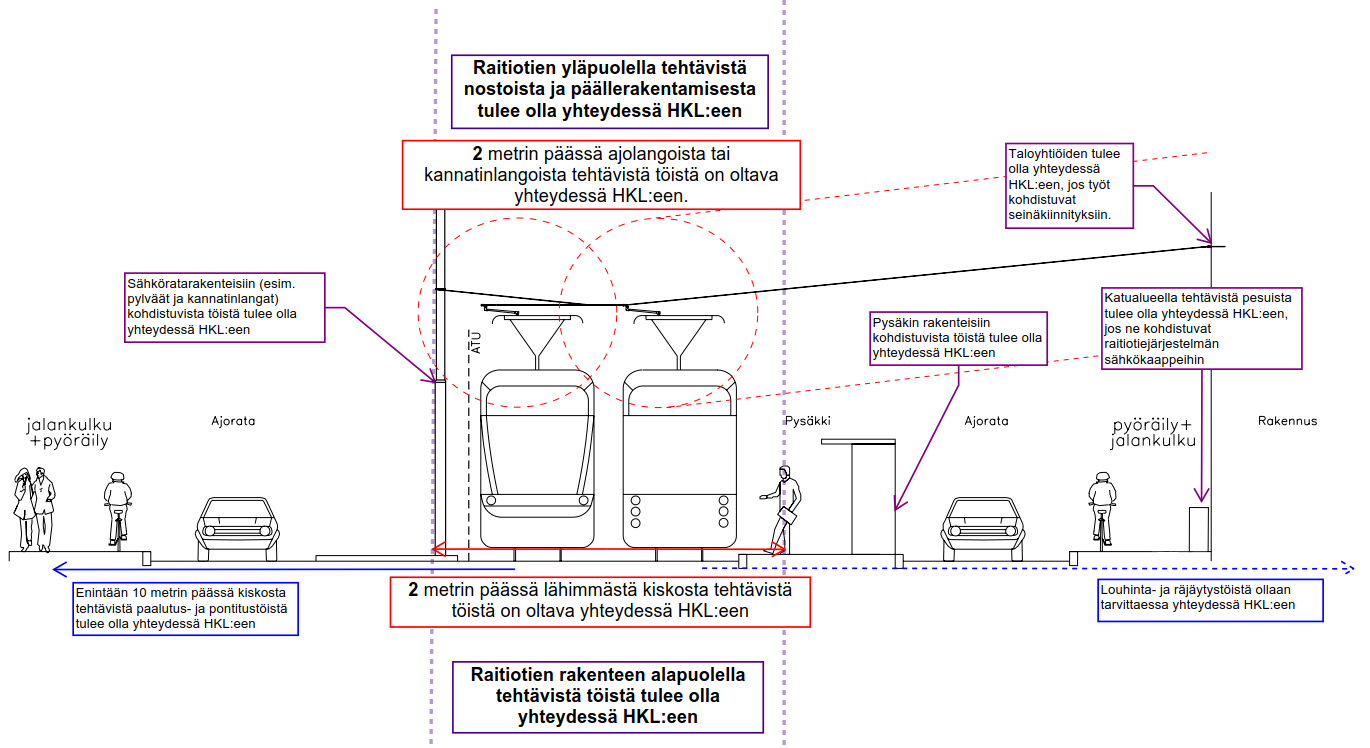 Raitiotien yläpuolella tehtävistä
nostoista ja päällerakentamisesta
tulee olla yhteydessä HKL:een
2 metrin päässä ajolangoista tai
kannatinlangoista tehtävistä töistä on oltava
yhteydessä HKL:een.
Taloyhtiöiden tulee
olla yhteydessä
HKL:een, jos työt
kohdistuvat
seinäkiinnityksiin.
Sähköratarakenteisiin (esim.
pylväät ja kannatinlangat)
kohdistuvista töistä tulee olla
yhteydessä HKL:een
ATU
Pysäkin rakenteisiin
kohdistuvista töistä tulee olla
yhteydessä HKL:een
Katualueella tehtävistä pesuista
tulee olla yhteydessä HKL:een,
jos ne kohdistuvat
raitiotiejärjestelmän
sähkökaappeihin
jalankulku
+pyöräily
Ajorata
Pysäkki
Ajorata
pyöräily+
jalankulku
Rakennus
Enintään 10 metrin päässä kiskosta
tehtävistä paalutus- ja pontitustöistä
tulee olla yhteydessä HKL:een
2 metrin päässä lähimmästä kiskosta tehtävistä
töistä on oltava yhteydessä HKL:een
Louhinta- ja räjäytystöistä ollaan
tarvittaessa yhteydessä HKL:een
Raitiotien rakenteen alapuolella
tehtävistä töistä tulee olla
yhteydessä HKL:een